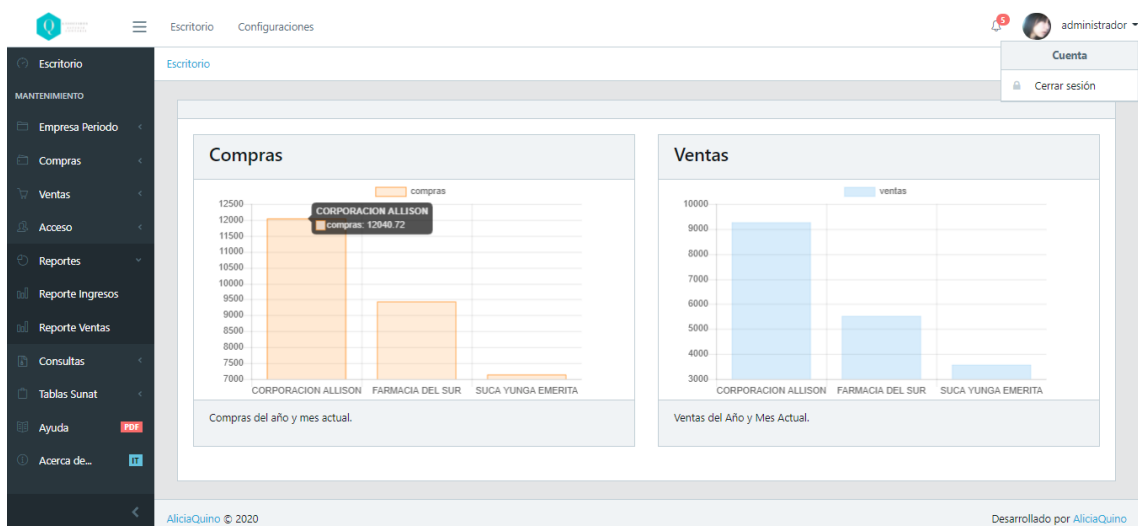 Escritorio Configuraciones 5 administrador
Cuenta
Cerrar sesión
Escritorio
MANTENIMIENTO
Empresa Periodo
Compras
Ventas
Acceso
Reportes
Reporte Ingresos
Reporte Ventas
Consultas
Tablas Sunat
Ayuda PDF
Acerca de... IT
Escritorio
Compras
compras
12500
12000
11500
11000
10500
10000
9500
9000
8500
8000
7500
7000
CORPORACION ALLISON
compras: 12040.72
CORPORACION ALLISON FARMACIA DEL SUR SUCA YUNGA EMERITA
Compras del año y mes actual.
Ventas
ventas
10000
9000
8000
7000
6000
5000
4000
3000
CORPORACION ALLISON FARMACIA DEL SUR SUCA YUNGA EMERITA
Ventas del Año y Mes Actual.
AliciaQuino © 2020 Desarrollado por AliciaQuino